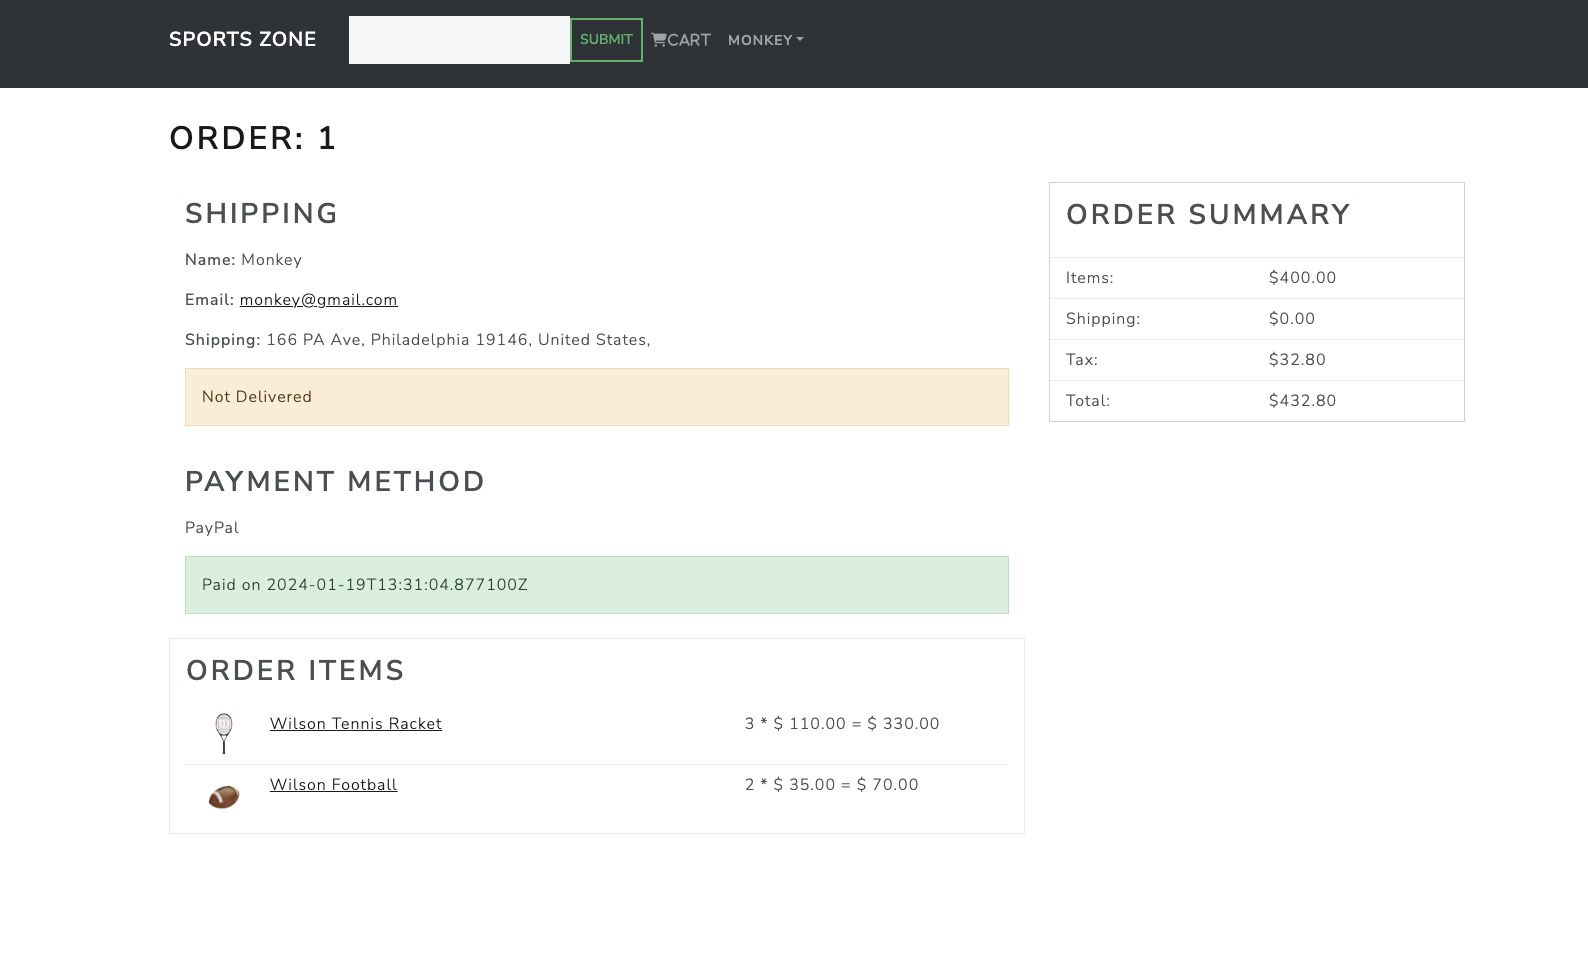 SPORTS ZONE
SUBMIT
CART
MONKEY
ORDER: 1
SHIPPING
Name: Monkey
Email: monkey@gmail.com
Shipping: 166 PA Ave, Philadelphia 19146, United States,
Not Delivered
PAYMENT METHOD
PayPal
Paid on 2024-01-19T13:31:04.877100Z
ORDER ITEMS
Wilson Tennis Racket 3 * $ 110.00 = $ 330.00
Wilson Football 2 * $ 35.00 = $ 70.00
ORDER SUMMARY
Items: $400.00
Shipping: $0.00
Tax: $32.80
Total: $432.80